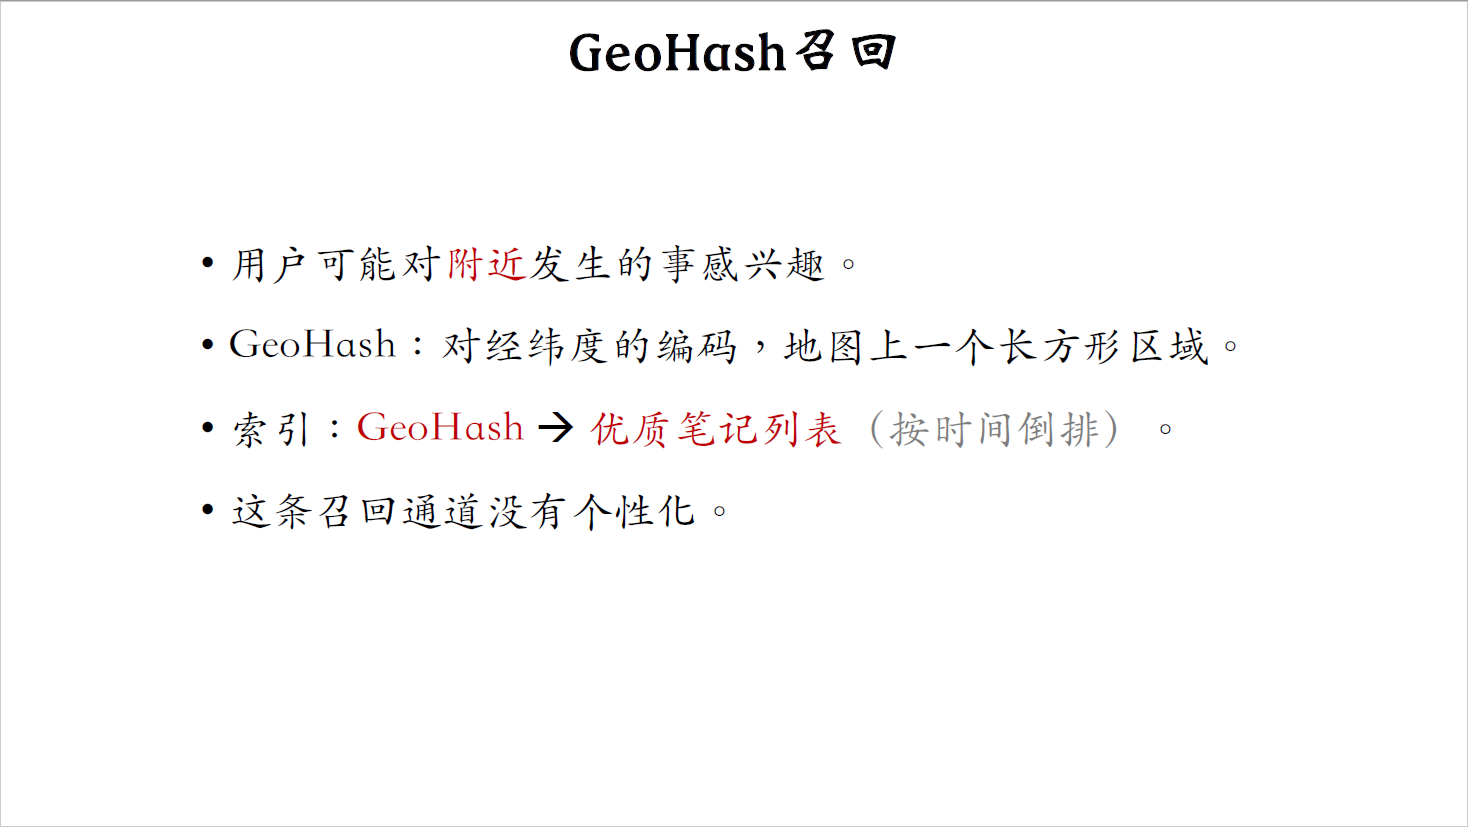 GeoHash召回
• 用户可能对附近发生的事感兴趣。
• GeoHash：对经纬度的编码，地图上一个长方形区域。
• 索引：GeoHash → 优质笔记列表（按时间倒排）。
• 这条召回通道没有个性化。